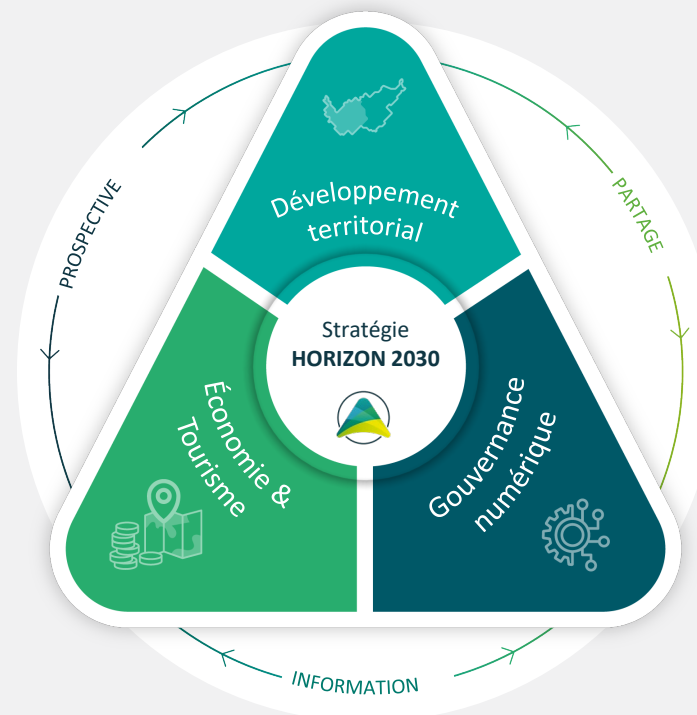 Développement
territorial
PROSPECTIVE
PARTAGE
Stratégie
HORIZON 2030
Économie &
Tourisme
Gouvernance
numérique
INFORMATION